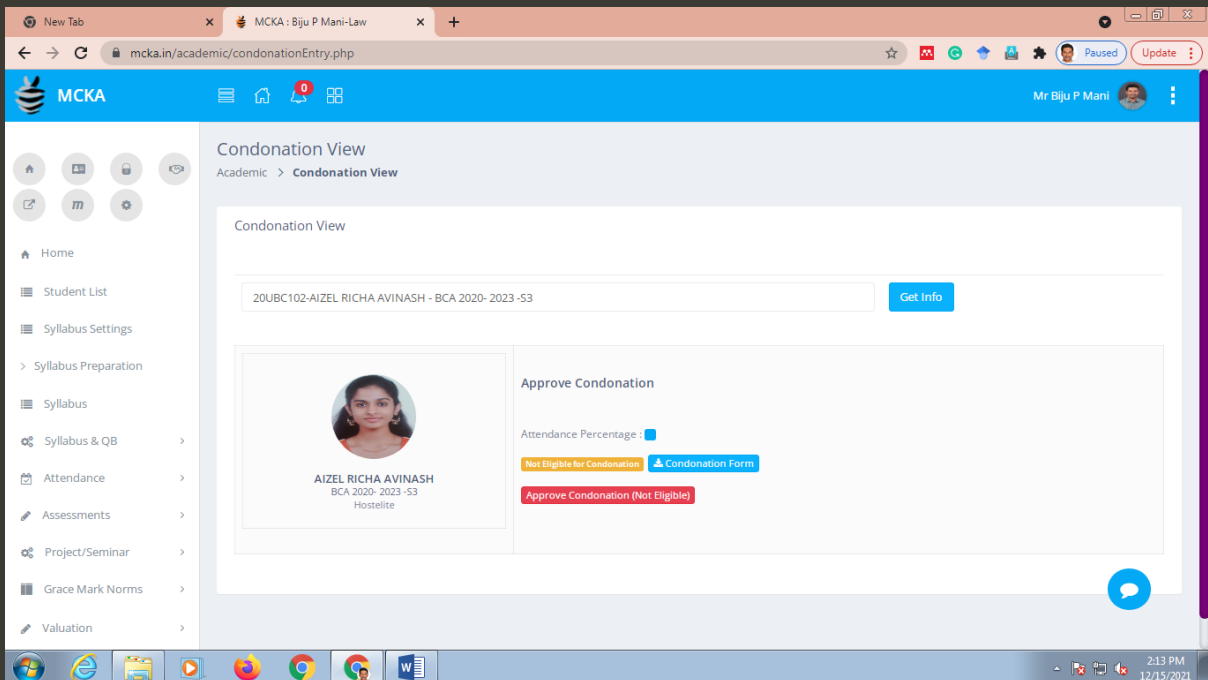 New Tab
MCKA : Biju P Mani-Law
mcka.in/academic/condonationEntry.php
Paused
Update
MCKA
0
Mr Biju P Mani
Condonation View
Academic > Condonation View
m
Home
Student List
Syllabus Settings
> Syllabus Preparation
Syllabus
Syllabus & QB
Attendance
Assessments
Project/Seminar
Grace Mark Norms
Valuation
Condonation View
20UBC102-AIZEL RICHA AVINASH - BCA 2020- 2023 -S3
Get Info
AIZEL RICHA AVINASH
BCA 2020- 2023 -S3
Hostelite
Approve Condonation
Attendance Percentage :
Not Eligible for Condonation
Condonation Form
Approve Condonation (Not Eligible)
W
2:13 PM
12/15/2021